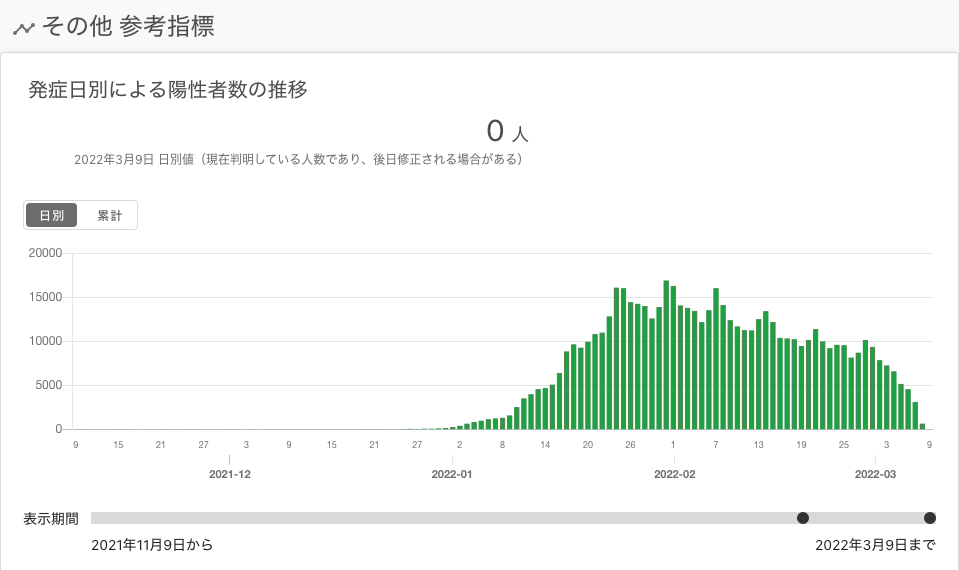 その他 参考指標
発症日別による陽性者数の推移
0 人
2022年3月9日 日別値（現在判明している人数であり、後日修正される場合がある）
日別 累計
20000
15000
10000
5000
0
9 15 21 27 3 9 15 21 27 2 8 14 20 26 1 7 13 19 25 3 9
2021-12 2022-01 2022-02 2022-03
表示期間
2021年11月9日から 2022年3月9日まで